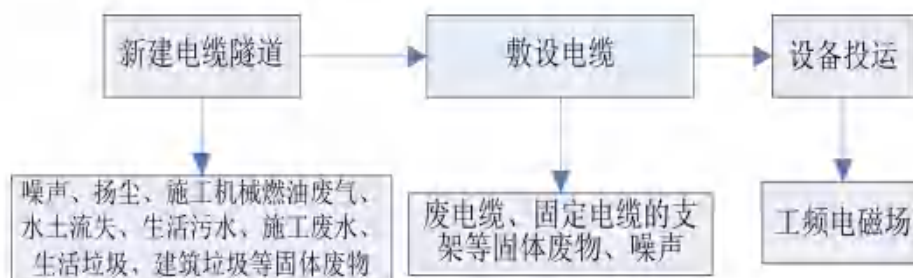 新建电缆隧道
敷设电缆
设备投运
噪声、扬尘、施工机械燃油废气、
水土流失、生活污水、施工废水、
生活垃圾、建筑垃圾等固体废物
废电缆、固定电缆的支
架等固体废物、噪声
工频电磁场